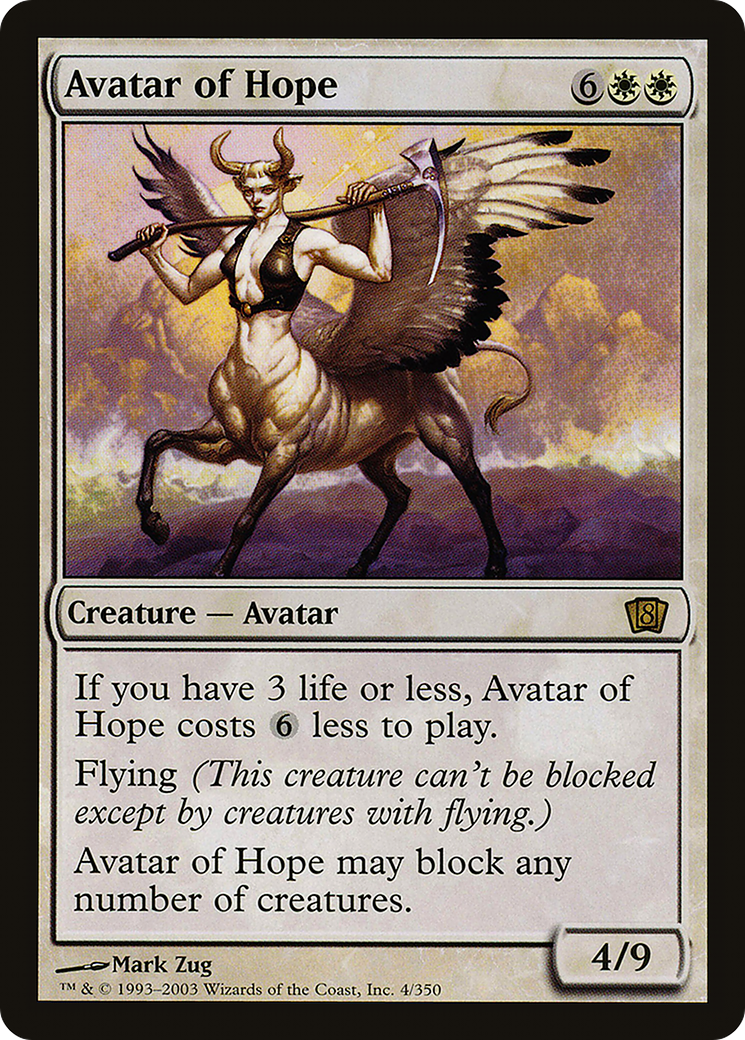 Avatar of Hope 6
Creature — Avatar 8
If you have 3 life or less, Avatar of
Hope costs 6 less to play.
Flying (This creature can't be blocked
except by creatures with flying.)
Avatar of Hope may block any
number of creatures.
4/9
Mark Zug
™ & © 1993–2003 Wizards of the Coast, Inc. 4/350